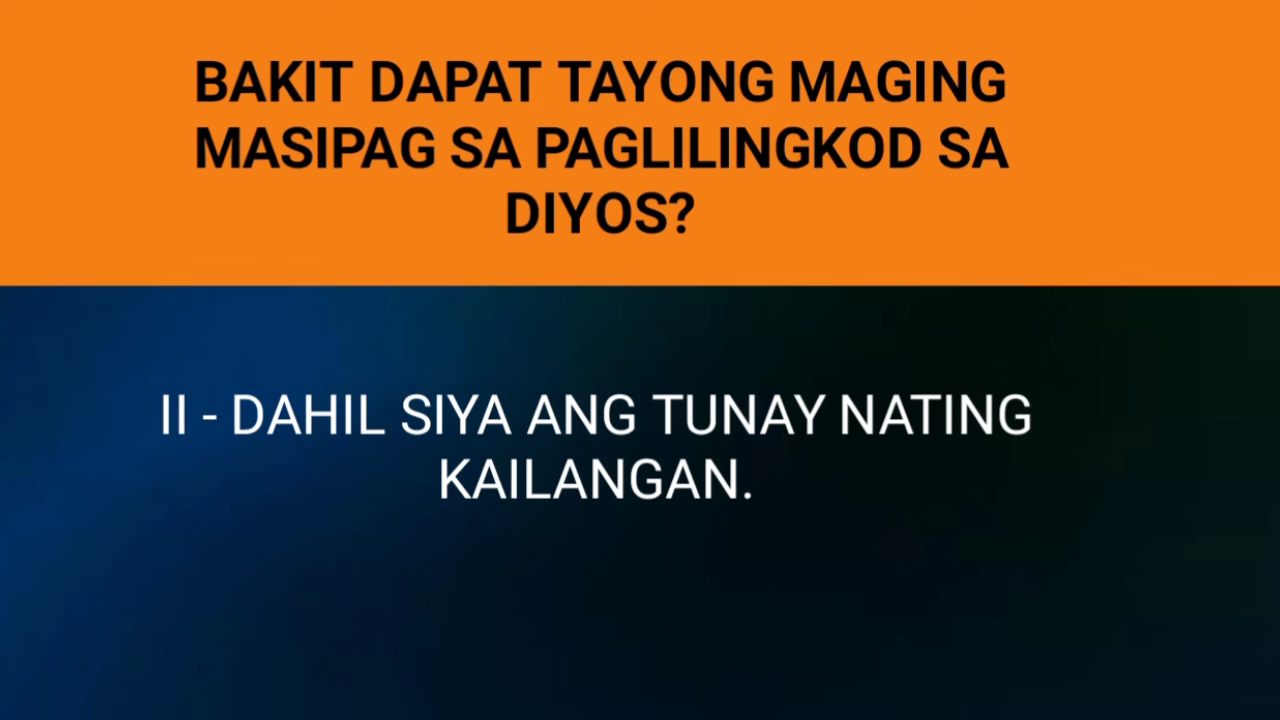 BAKIT DAPAT TAYONG MAGING
MASIPAG SA PAGLILINGKOD SA
DIYOS?
II - DAHIL SIYA ANG TUNAY NATING
KAILANGAN.